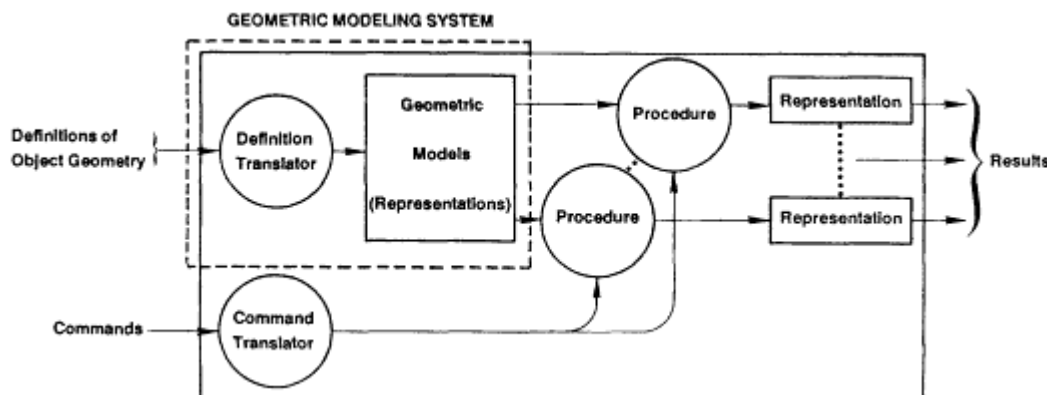 GEOMETRIC MODELING SYSTEM
Definitions of
Object Geometry
Definition
Translator
Geometric
Models
(Representations)
Procedure
Procedure
Representation
Representation
Results
Commands
Command
Translator